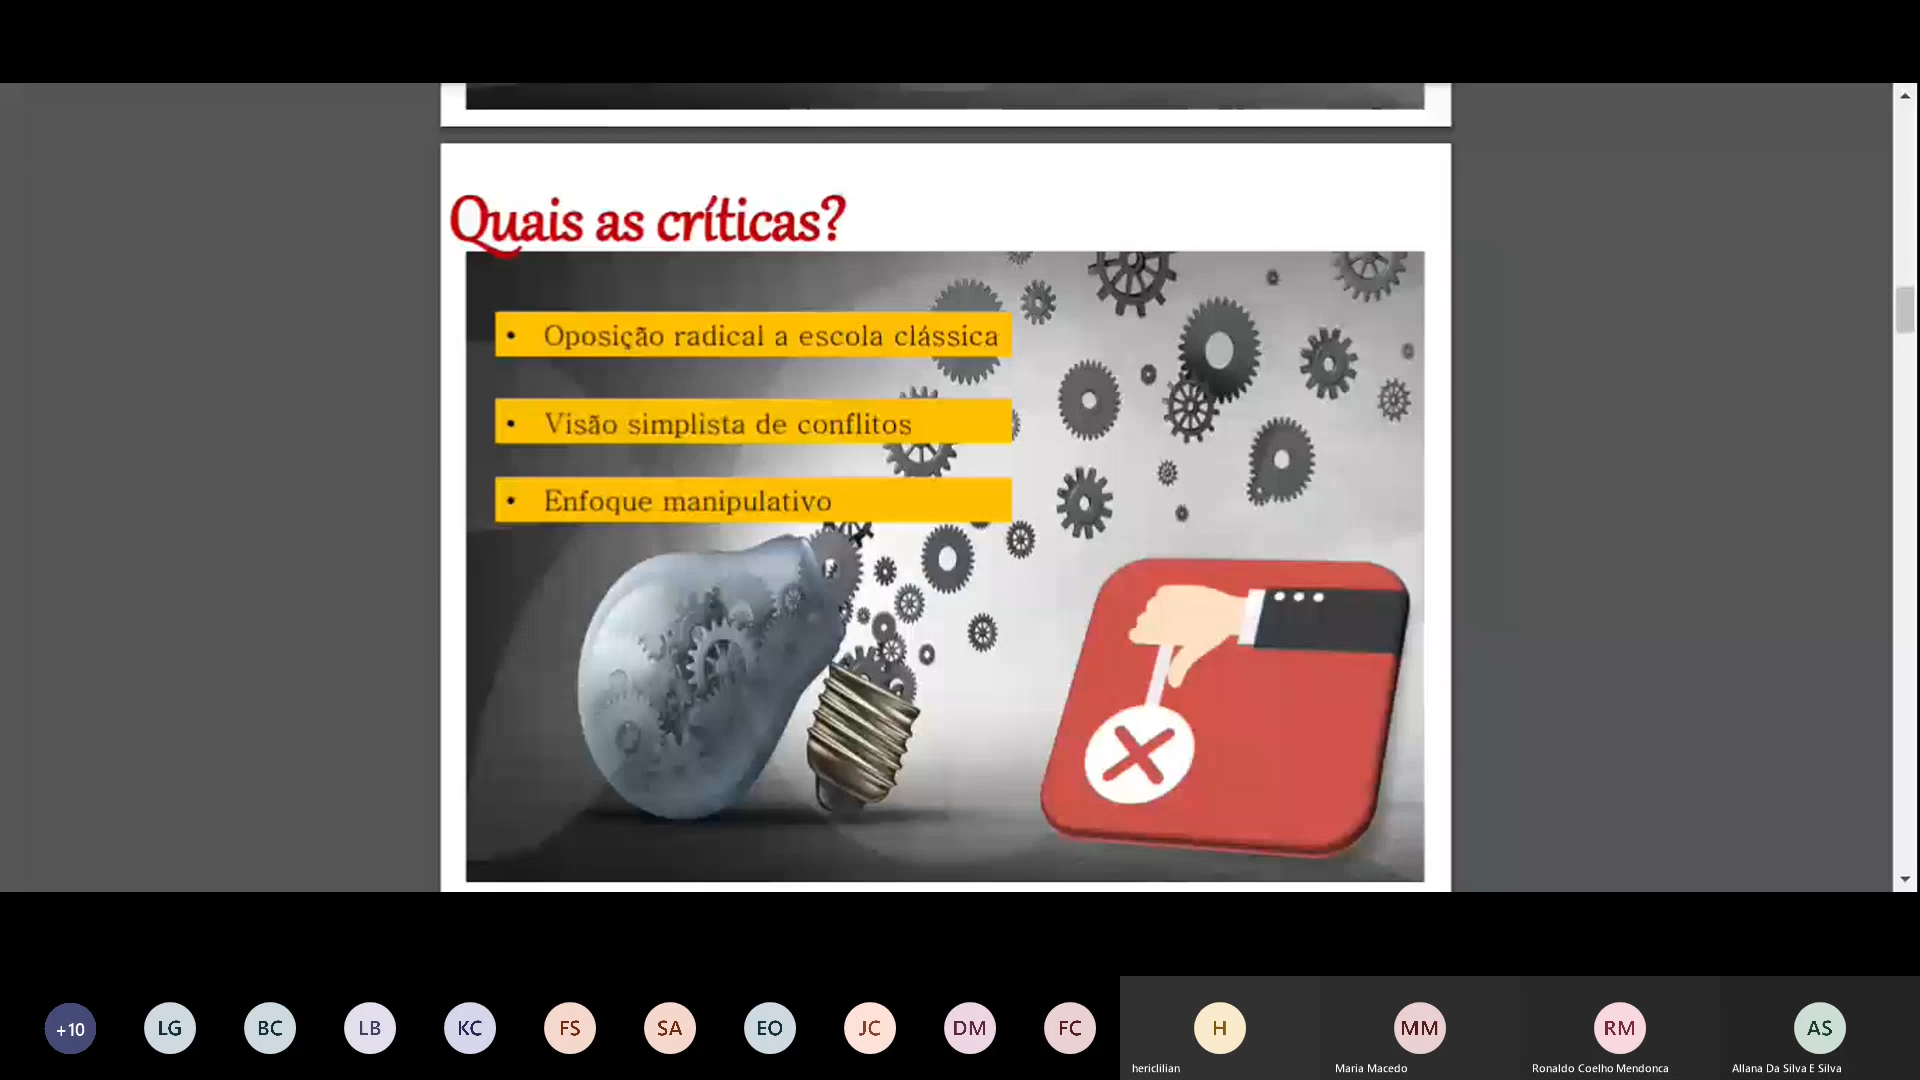 Quais as críticas?
• Oposição radical a escola clássica
• Visão simplista de conflitos
• Enfoque manipulativo
+10
LG
BC
LB
KC
FS
SA
EO
JC
DM
FC
H
MM
RM
AS
hericlilian
Maria Macedo
Ronaldo Coelho Mendonca
Allana Da Silva E Silva